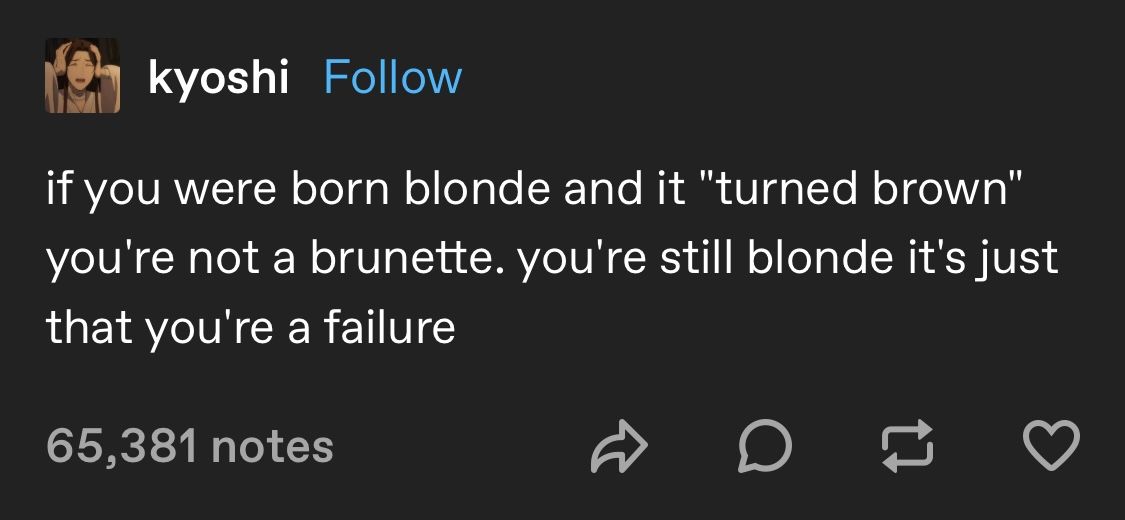 kyoshi Follow
if you were born blonde and it "turned brown"
you're not a brunette. you're still blonde it's just
that you're a failure
65,381 notes